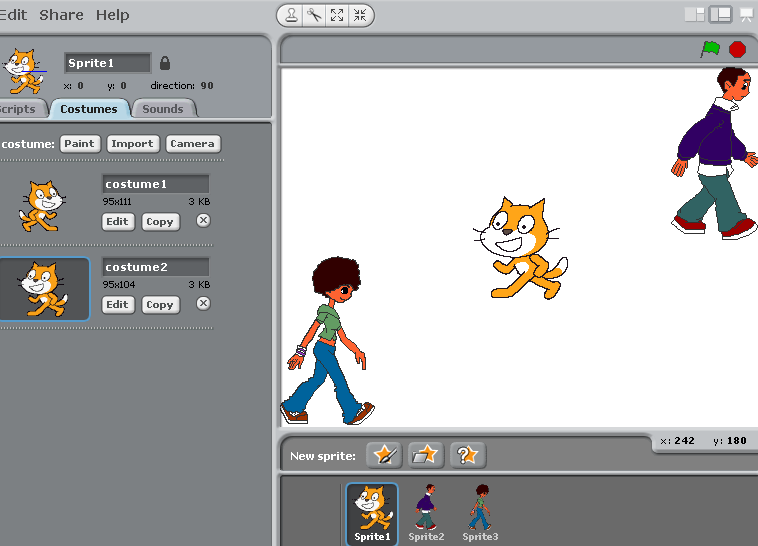 Edit Share Help
Sprite1
x: 0 y: 0 direction: 90
Scripts Costumes Sounds
costume: Paint Import Camera
costume1
95x111 3 KB
Edit Copy
costume2
95x104 3 KB
Edit Copy
x: 242 y: 180
New sprite:
Sprite1 Sprite2 Sprite3